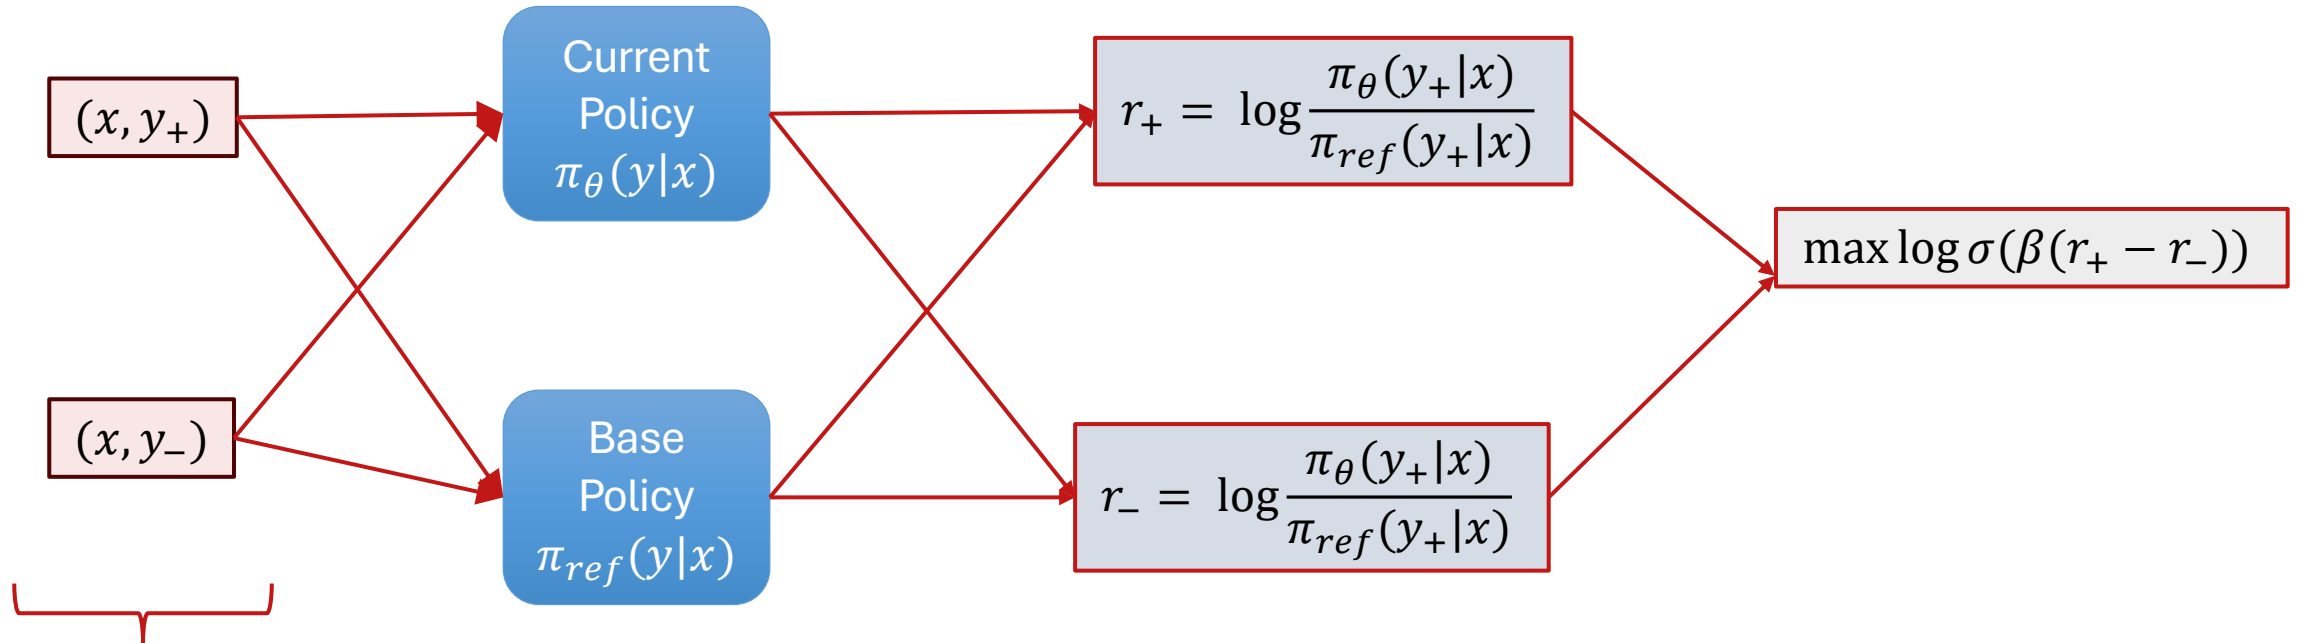 (x, y₊)
Current
Policy
π_θ(y|x)
r₊ = log π_θ(y₊|x) / π_ref(y₊|x)
max log σ(β(r₊ − r₋))
(x, y₋)
Base
Policy
π_ref(y|x)
r₋ = log π_θ(y₊|x) / π_ref(y₊|x)